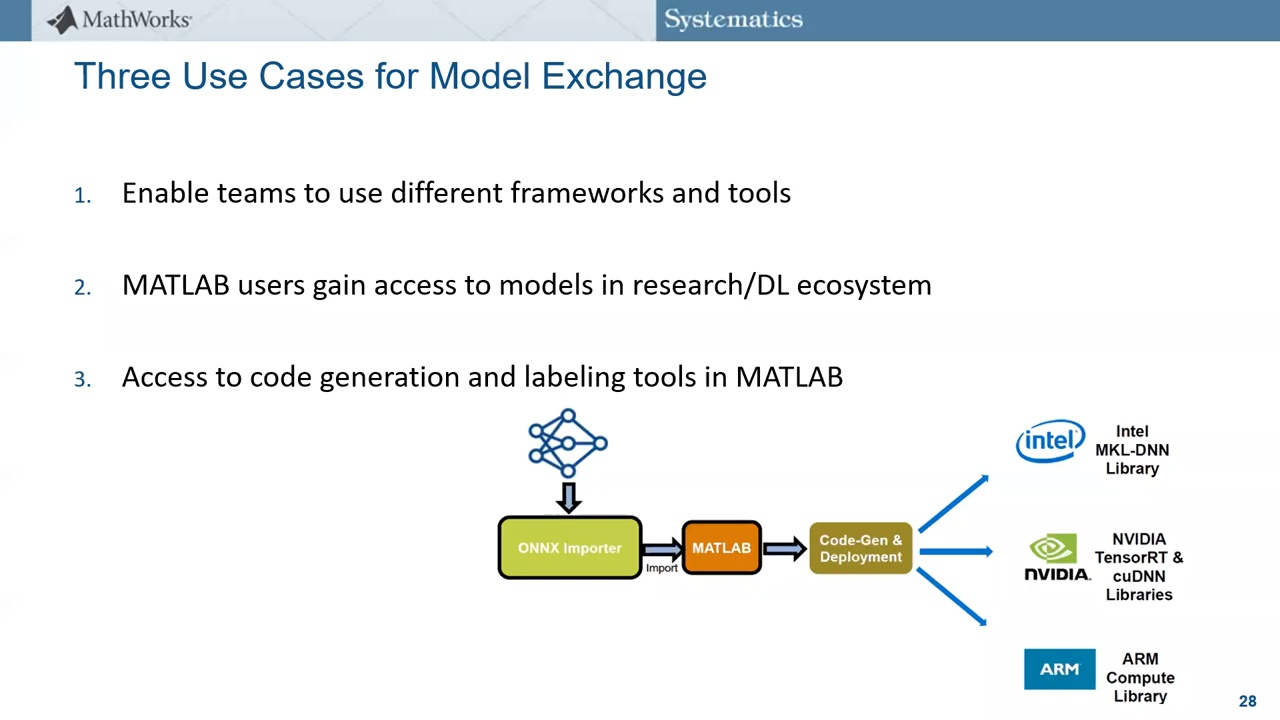 MathWorks
Systematics
Three Use Cases for Model Exchange
1. Enable teams to use different frameworks and tools
2. MATLAB users gain access to models in research/DL ecosystem
3. Access to code generation and labeling tools in MATLAB
ONNX Importer
Import
MATLAB
Code-Gen &
Deployment
intel
Intel
MKL-DNN
Library
NVIDIA
NVIDIA
TensorRT &
cuDNN
Libraries
ARM
ARM
Compute
Library
28